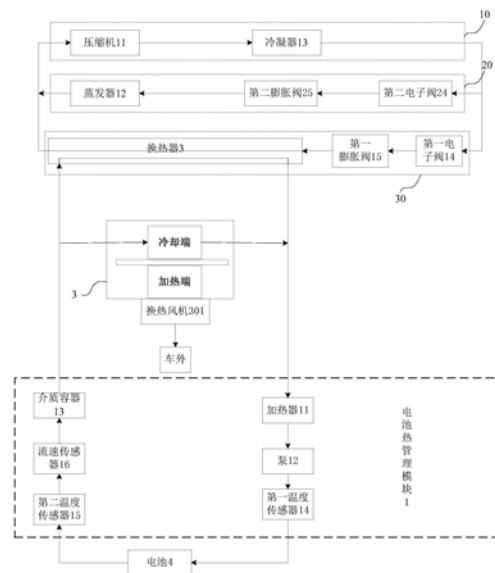 10
压缩机11
冷凝器13
20
蒸发器12
第二膨胀阀25
第二电子阀24
换热器3
第一
膨胀阀15
第一电
子阀14
30
冷却端
3
加热端
换热风机301
车外
介质容器
13
加热器11
流速传感
器16
泵12
第二温度
传感器15
第一温度
传感器14
电池热管理模块1
电池4